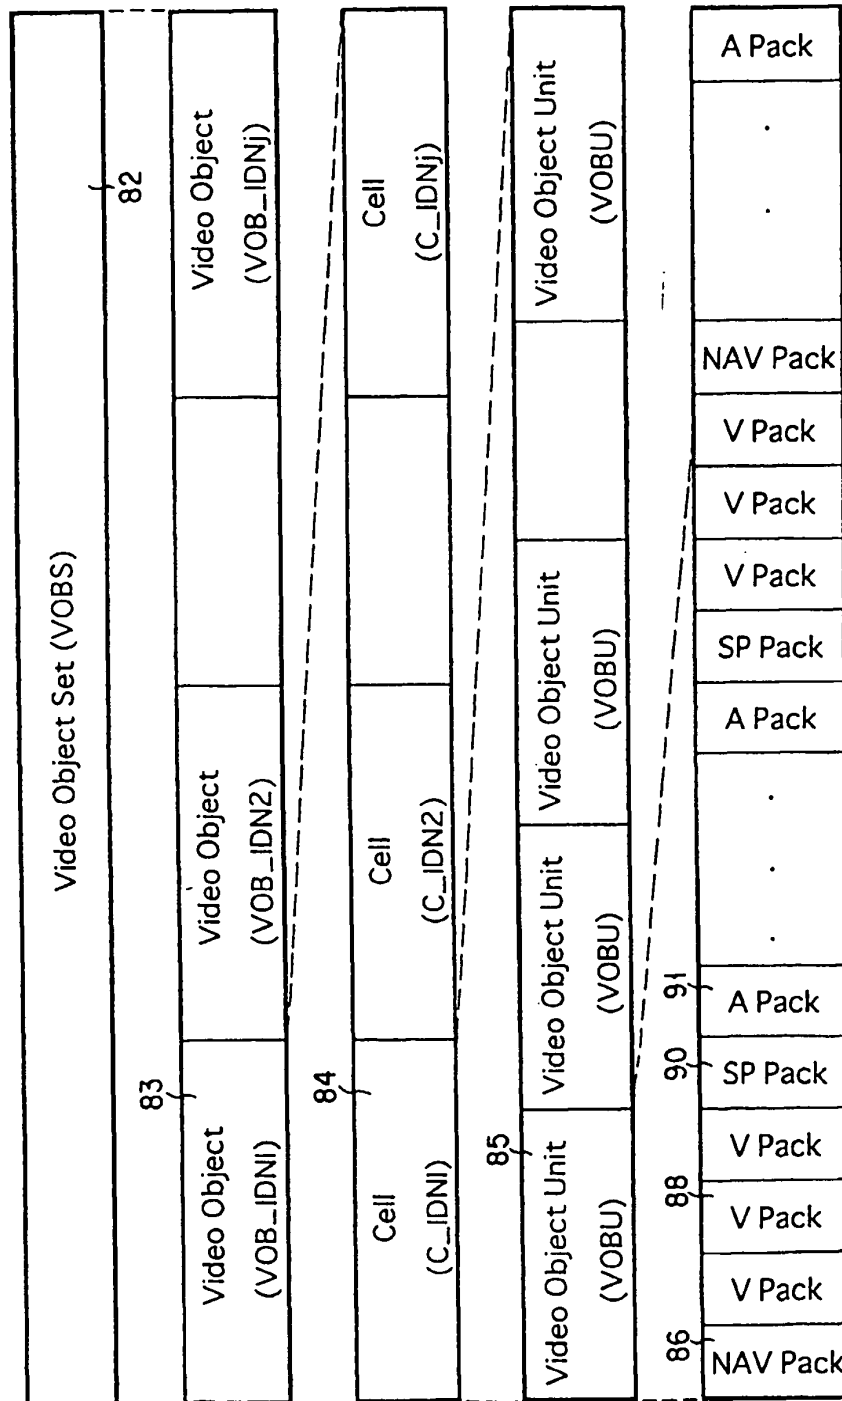 Video Object Set (VOBS)
82
83
Video Object
(VOB_IDN1)
Video Object
(VOB_IDN2)
Video Object
(VOB_IDNj)
84
Cell
(C_IDN1)
Cell
(C_IDN2)
Cell
(C_IDNj)
85
Video Object Unit
(VOBU)
Video Object Unit
(VOBU)
Video Object Unit
(VOBU)
Video Object Unit
(VOBU)
86
88
90
91
NAV Pack
V Pack
V Pack
V Pack
SP Pack
A Pack
. . .
A Pack
SP Pack
V Pack
V Pack
V Pack
NAV Pack
. .
A Pack